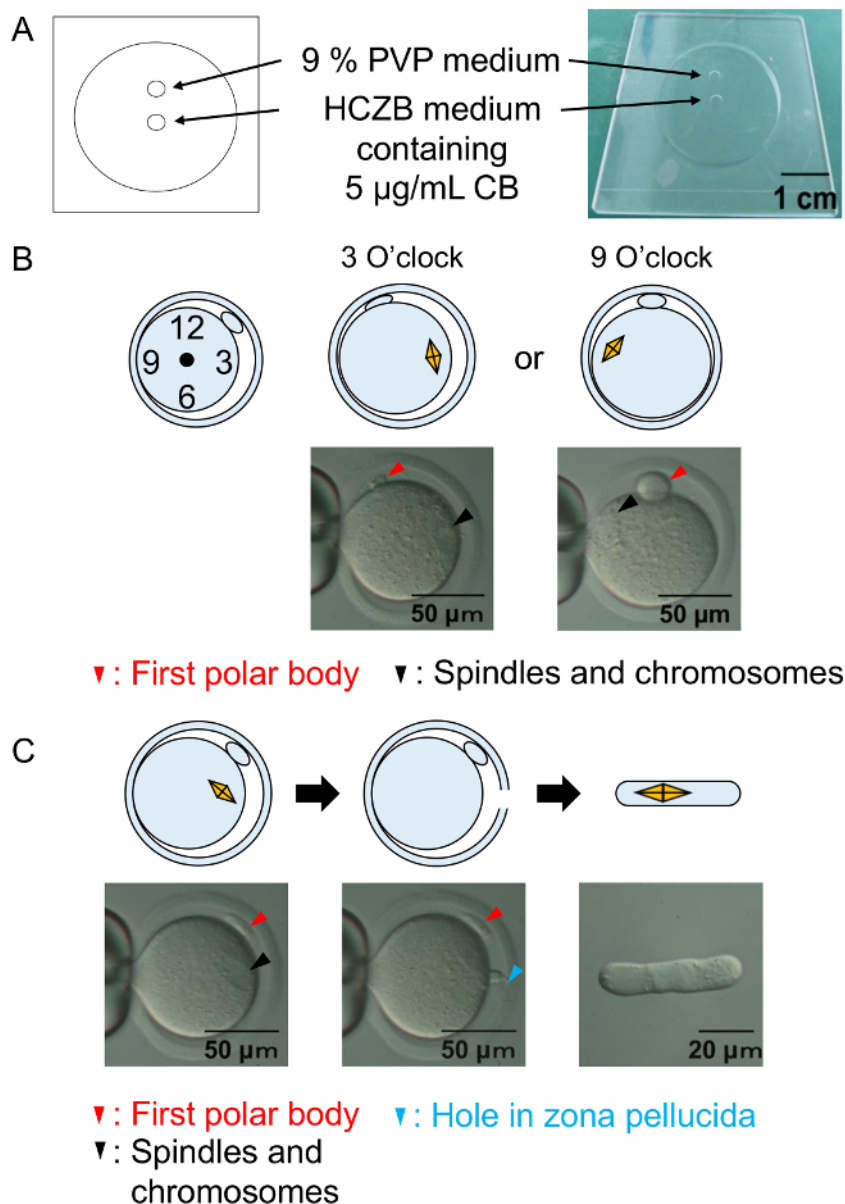 A
9 % PVP medium
HCZB medium
containing
5 µg/mL CB
1 cm
B
3 O’clock
9 O’clock
12
9
3
6
or
50 µm
50 µm
: First polar body
: Spindles and chromosomes
C
50 µm
50 µm
20 µm
: First polar body
: Hole in zona pellucida
: Spindles and
chromosomes